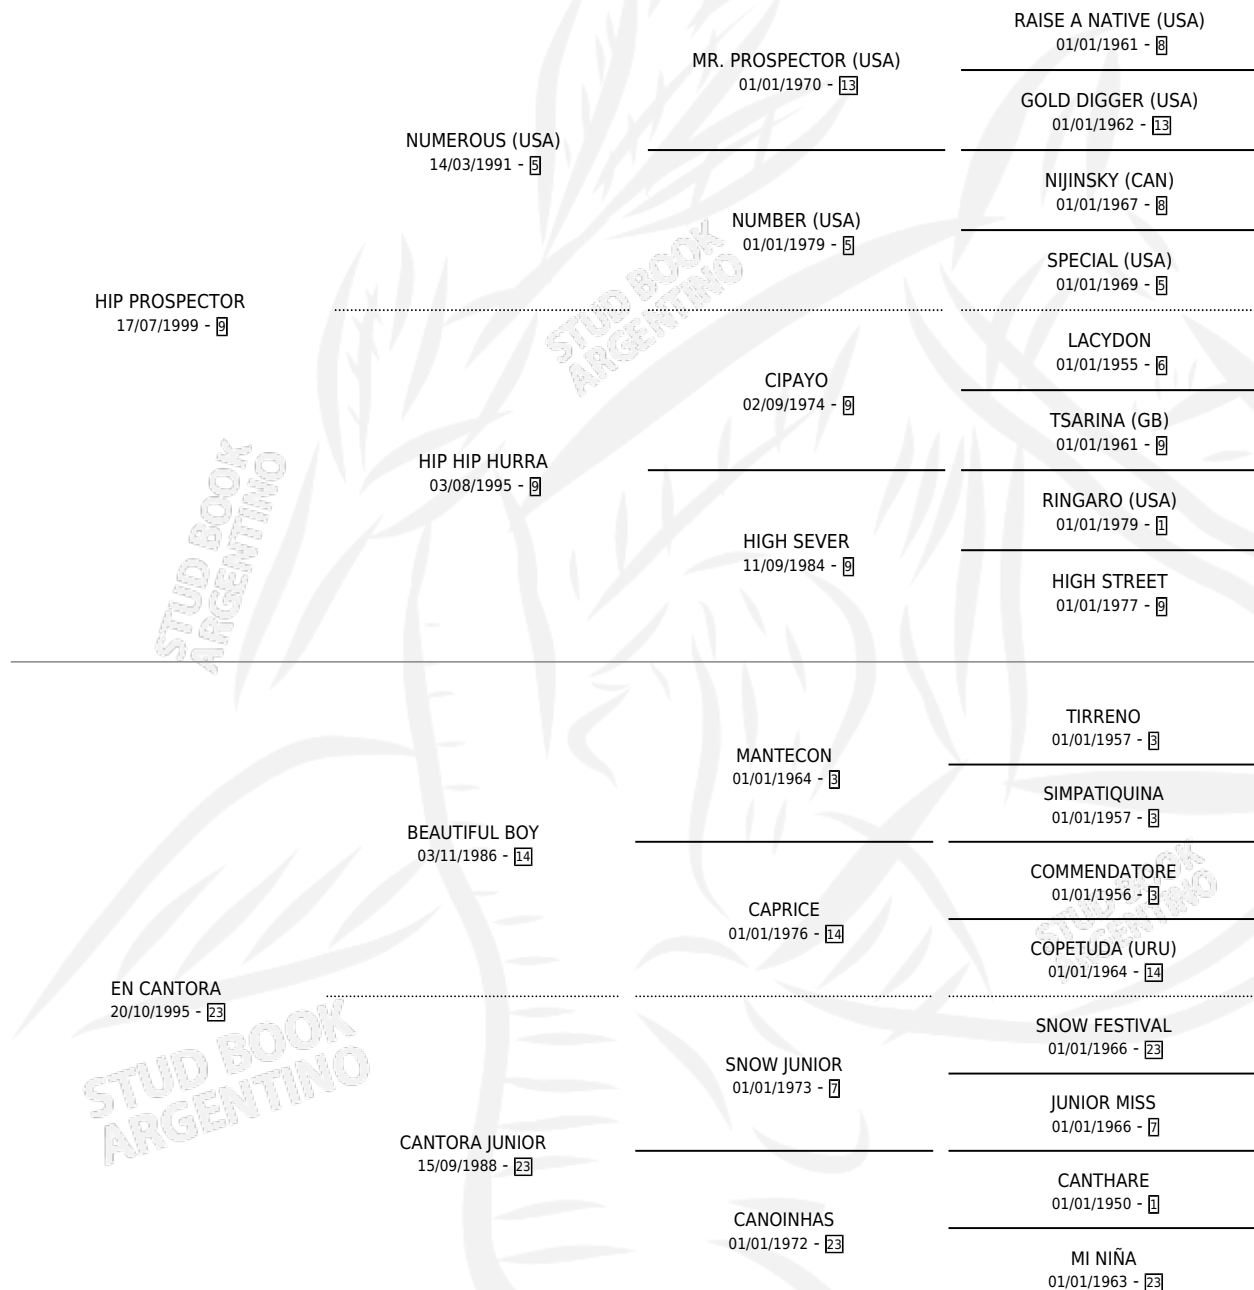 RAISE A NATIVE (USA)
01/01/1961 - 8
MR. PROSPECTOR (USA)
01/01/1970 - 13
GOLD DIGGER (USA)
01/01/1962 - 13
NUMEROUS (USA)
14/03/1991 - 5
NIJINSKY (CAN)
01/01/1967 - 8
NUMBER (USA)
01/01/1979 - 5
SPECIAL (USA)
01/01/1969 - 5
HIP PROSPECTOR
17/07/1999 - 9
STUD BOOK
ARGENTINO
LACYDON
01/01/1955 - 6
CIPAYO
02/09/1974 - 9
TSARINA (GB)
01/01/1961 - 9
HIP HIP HURRA
03/08/1995 - 9
RINGARO (USA)
01/01/1979 - 1
HIGH SEVER
11/09/1984 - 9
HIGH STREET
01/01/1977 - 9
STUD BOOK
ARGENTINO
TIRRENO
01/01/1957 - 3
MANTECON
01/01/1964 - 3
SIMPATIQUINA
01/01/1957 - 3
BEAUTIFUL BOY
03/11/1986 - 14
COMMENDATORE
01/01/1956 - 3
CAPRICE
01/01/1976 - 14
COPETUDA (URU)
01/01/1964 - 14
STUD BOOK
ARGENTINO
EN CANTORA
20/10/1995 - 23
SNOW FESTIVAL
01/01/1966 - 23
SNOW JUNIOR
01/01/1973 - 7
JUNIOR MISS
01/01/1966 - 7
STUD BOOK
ARGENTINO
CANTORA JUNIOR
15/09/1988 - 23
CANTHARE
01/01/1950 - 1
CANOINHAS
01/01/1972 - 23
MI NIÑA
01/01/1963 - 23